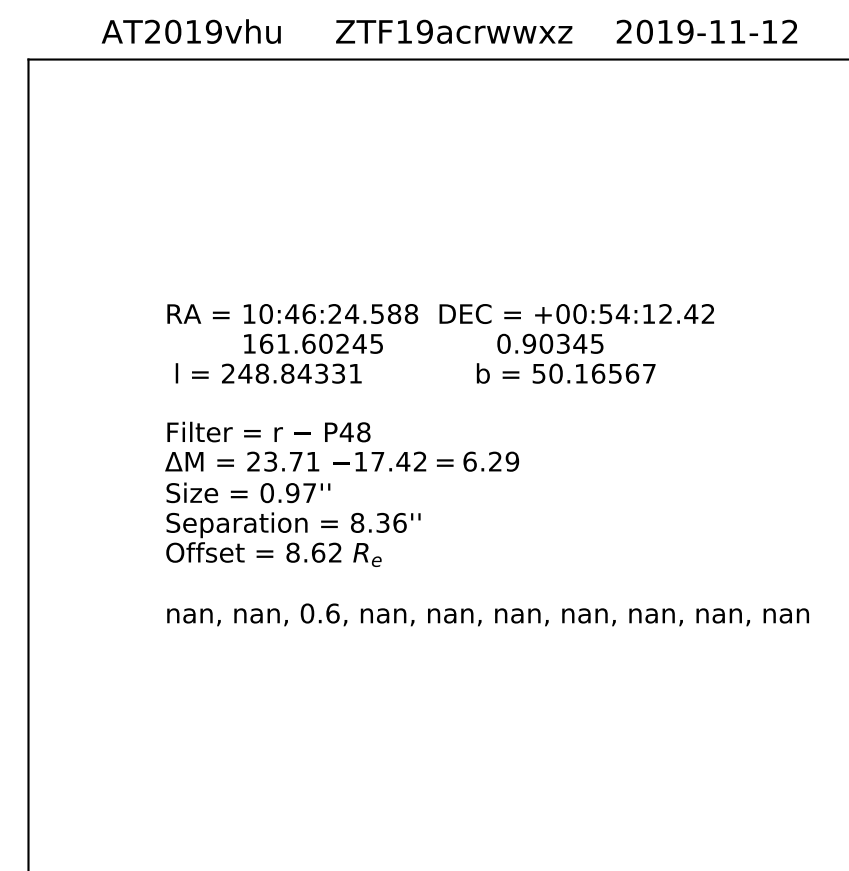 AT2019vhu ZTF19acrwwxz 2019-11-12
RA = 10:46:24.588 DEC = +00:54:12.42
161.60245 0.90345
l = 248.84331 b = 50.16567
Filter = r − P48
ΔM = 23.71 −17.42 = 6.29
Size = 0.97''
Separation = 8.36''
Offset = 8.62 Rₑ
nan, nan, 0.6, nan, nan, nan, nan, nan, nan, nan